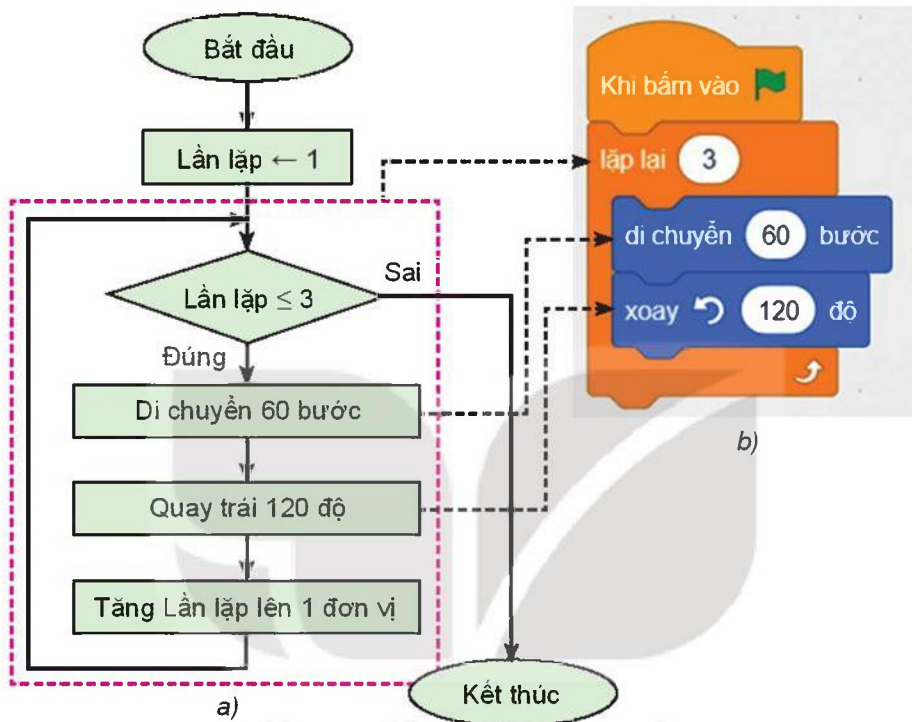 Bắt đầu
Lần lặp ← 1
Lần lặp ≤ 3
Sai
Đúng
Di chuyển 60 bước
Quay trái 120 độ
Tăng Lần lặp lên 1 đơn vị
Kết thúc
a)
Khi bấm vào
lặp lại 3
di chuyển 60 bước
xoay 120 độ
b)